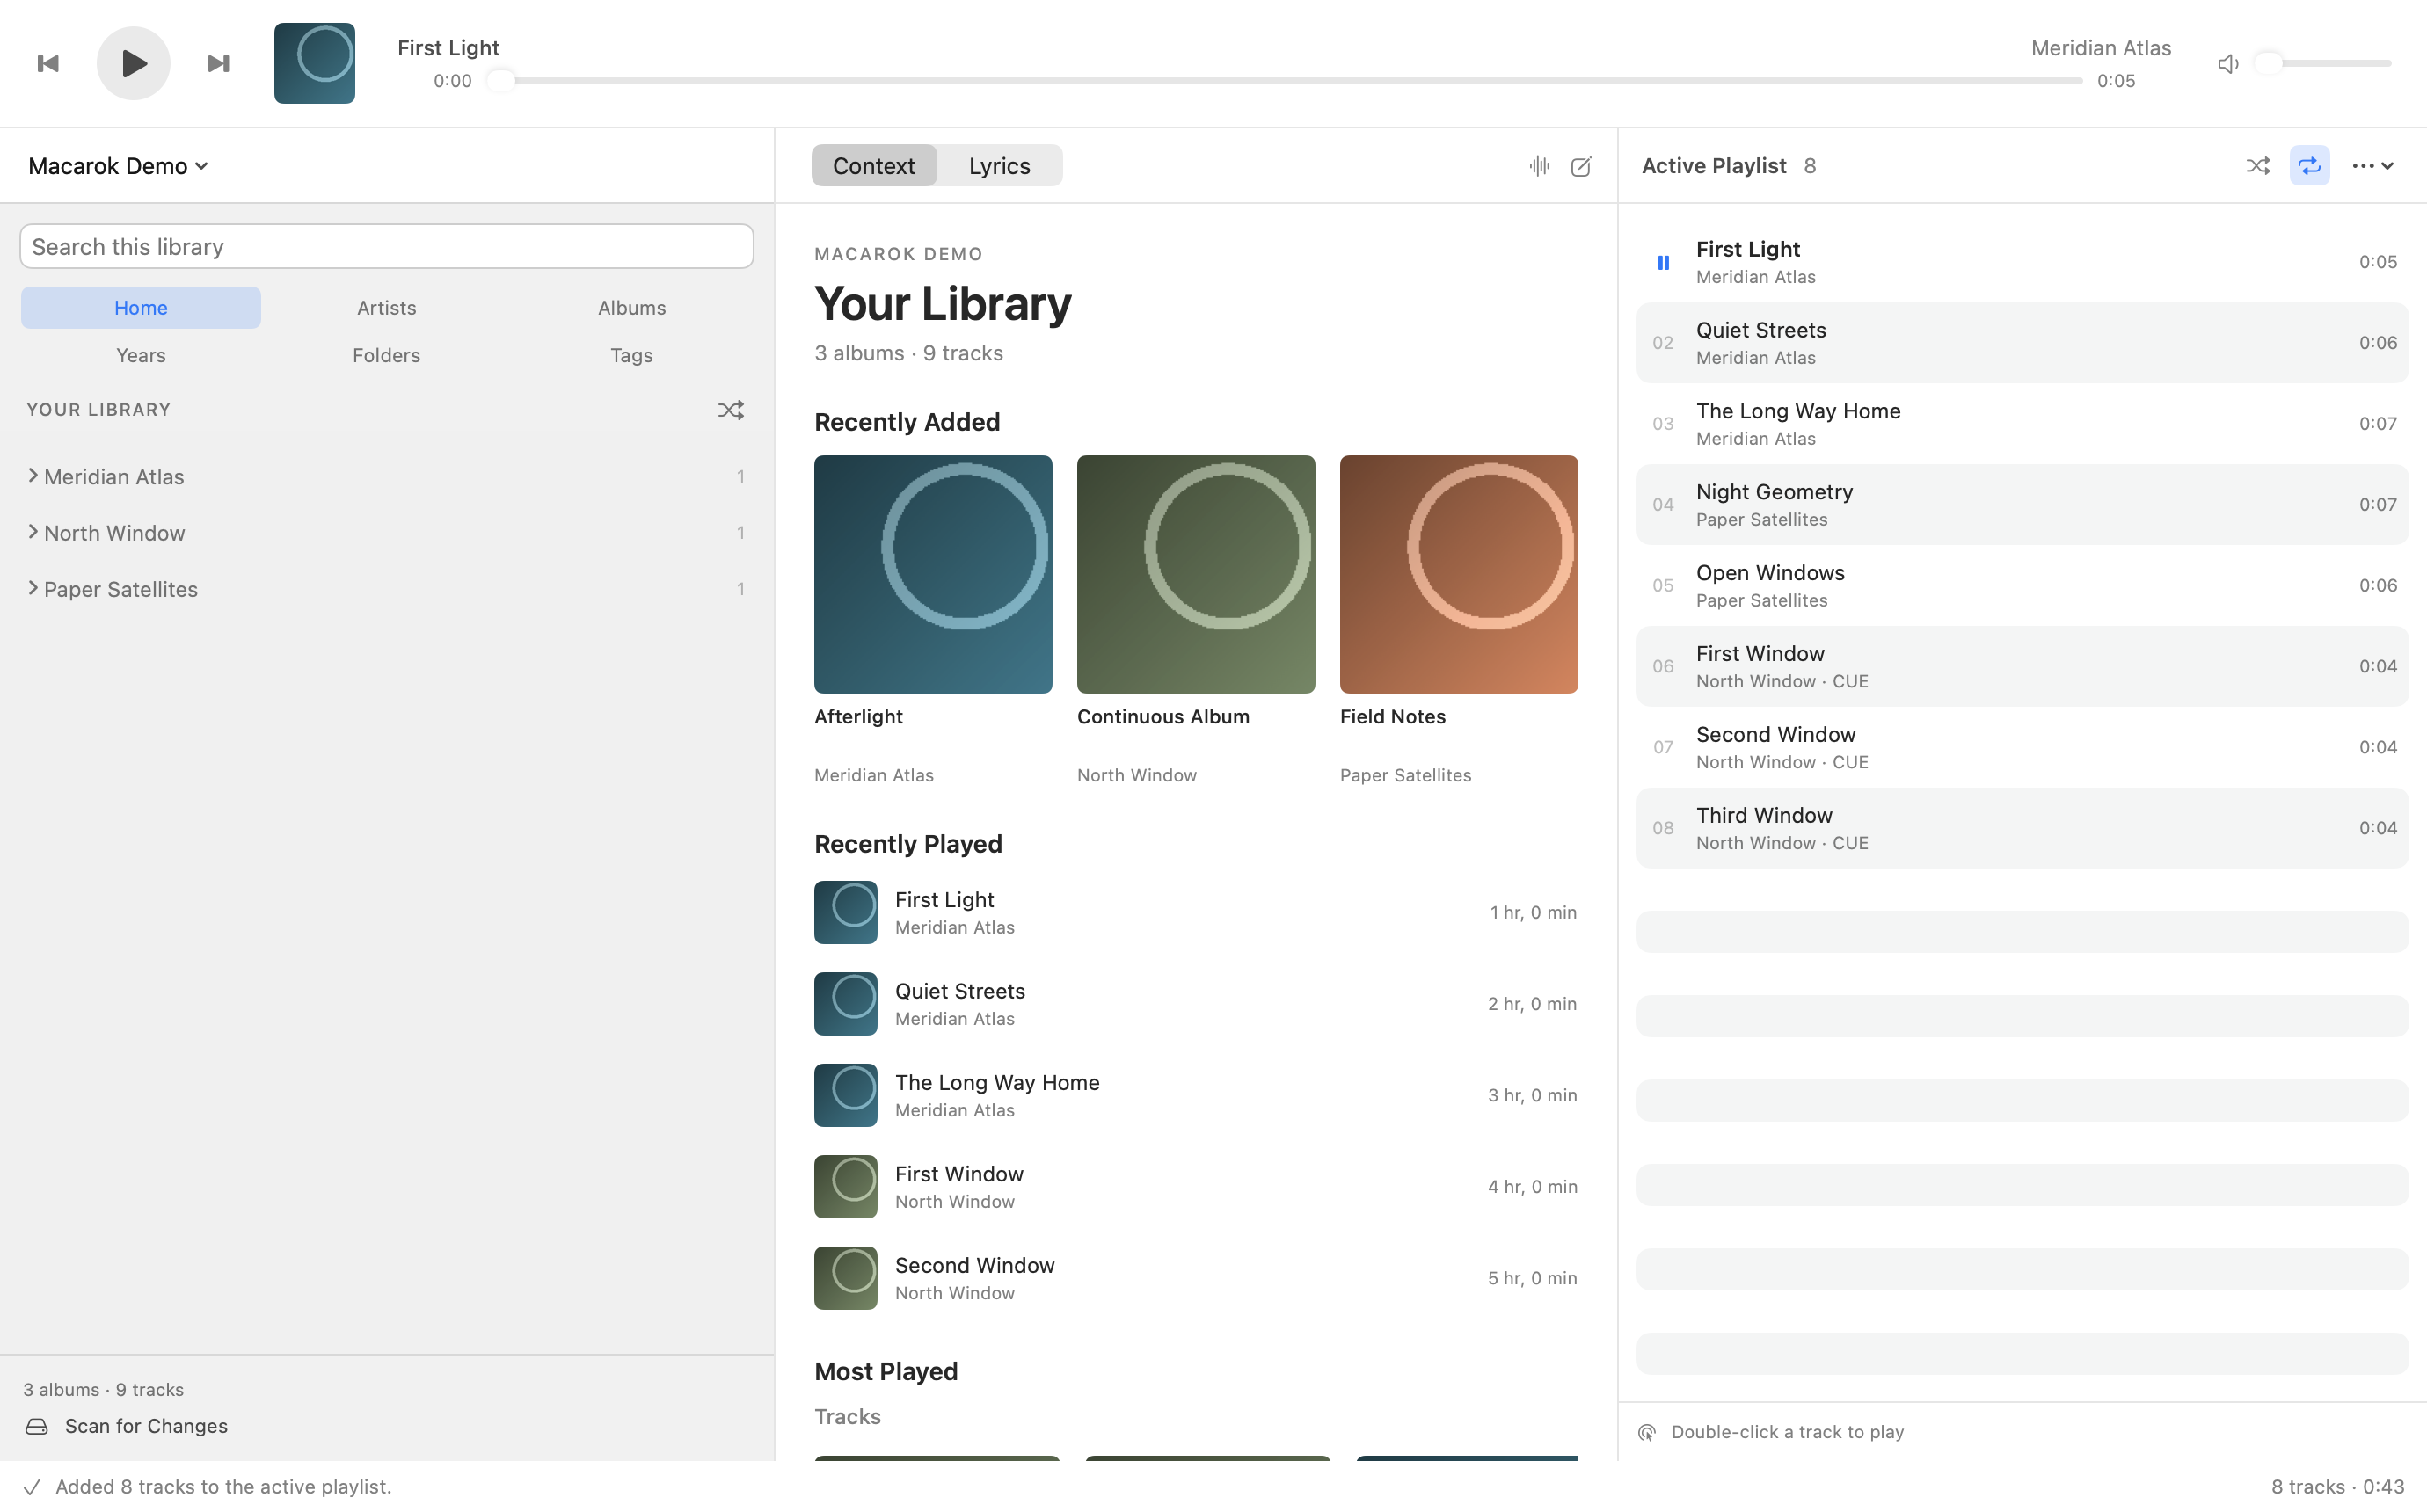 First Light
Meridian Atlas
0:00
0:05
Macarok Demo
Search this library
Home
Artists
Albums
Years
Folders
Tags
YOUR LIBRARY
Meridian Atlas 1
North Window 1
Paper Satellites 1
3 albums · 9 tracks
Scan for Changes
Context
Lyrics
MACAROK DEMO
Your Library
3 albums · 9 tracks
Recently Added
Afterlight
Meridian Atlas
Continuous Album
North Window
Field Notes
Paper Satellites
Recently Played
First Light
Meridian Atlas
1 hr, 0 min
Quiet Streets
Meridian Atlas
2 hr, 0 min
The Long Way Home
Meridian Atlas
3 hr, 0 min
First Window
North Window
4 hr, 0 min
Second Window
North Window
5 hr, 0 min
Most Played
Tracks
Active Playlist 8
First Light
Meridian Atlas
0:05
02
Quiet Streets
Meridian Atlas
0:06
03
The Long Way Home
Meridian Atlas
0:07
04
Night Geometry
Paper Satellites
0:07
05
Open Windows
Paper Satellites
0:06
06
First Window
North Window · CUE
0:04
07
Second Window
North Window · CUE
0:04
08
Third Window
North Window · CUE
0:04
Double-click a track to play
Added 8 tracks to the active playlist.
8 tracks · 0:43